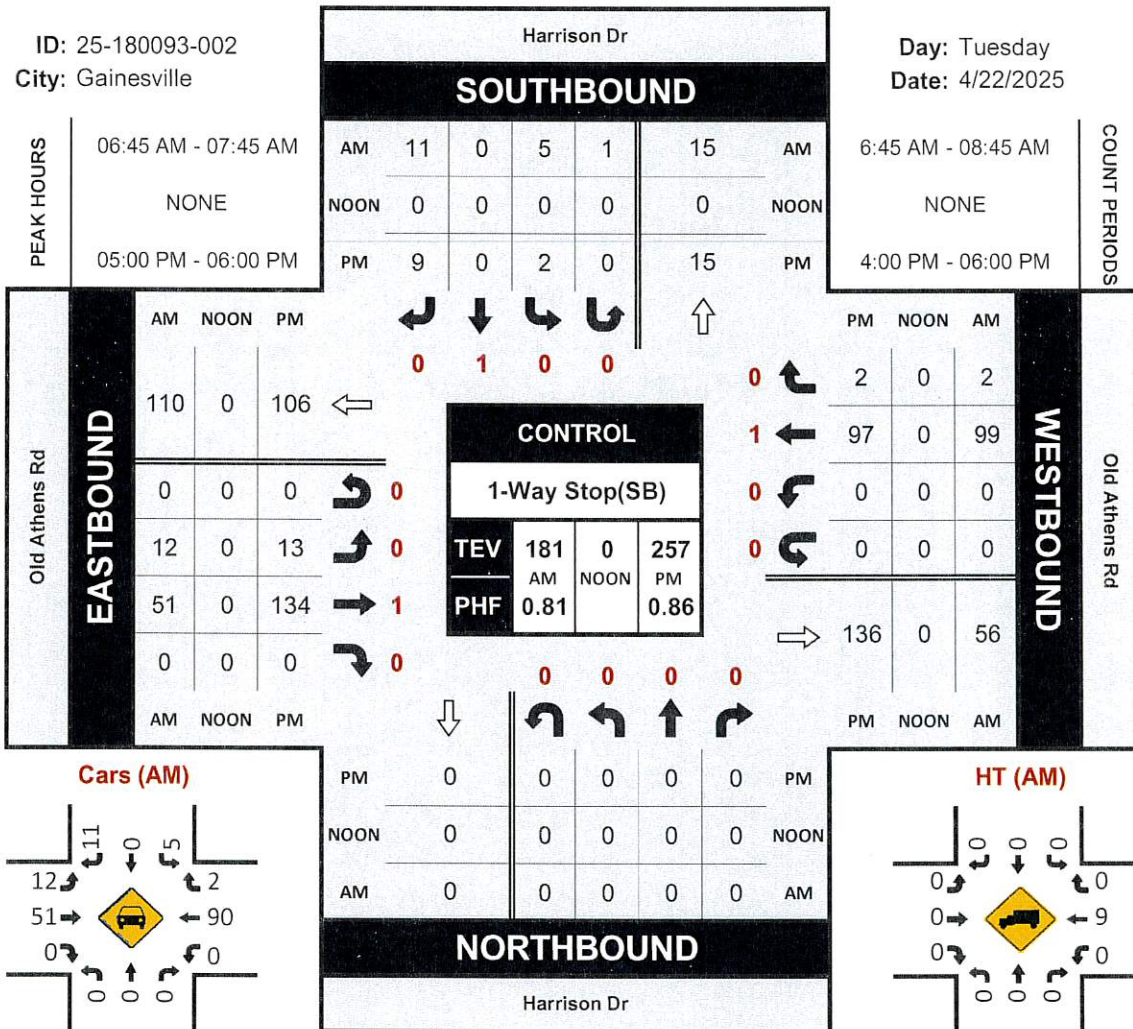 ID: 25-180093-002
City: Gainesville
Harrison Dr
SOUTHBOUND
Day: Tuesday
Date: 4/22/2025
PEAK HOURS
06:45 AM - 07:45 AM
NONE
05:00 PM - 06:00 PM
AM 11 0 5 1 15 AM
NOON 0 0 0 0 0 NOON
PM 9 0 2 0 15 PM
6:45 AM - 08:45 AM
NONE
4:00 PM - 06:00 PM
COUNT PERIODS
0 1 0 0
Old Athens Rd
EASTBOUND
AM NOON PM
110 0 106
0 0 0 0
12 0 13 0
51 0 134 1
0 0 0 0
AM NOON PM
CONTROL
1-Way Stop(SB)
TEV 181 0 257
AM NOON PM
PHF 0.81 0.86
PM NOON AM
0 2 0 2
1 97 0 99
0 0 0 0
0 0 0 0
136 0 56
PM NOON AM
WESTBOUND
Old Athens Rd
0 0 0 0
PM 0 0 0 0 0 PM
NOON 0 0 0 0 0 NOON
AM 0 0 0 0 0 AM
NORTHBOUND
Harrison Dr
Cars (AM)
11 0 5
12 2
51 90
0 0
0 0 0
HT (AM)
0 0 0
0 0
0 9
0 0
0 0 0